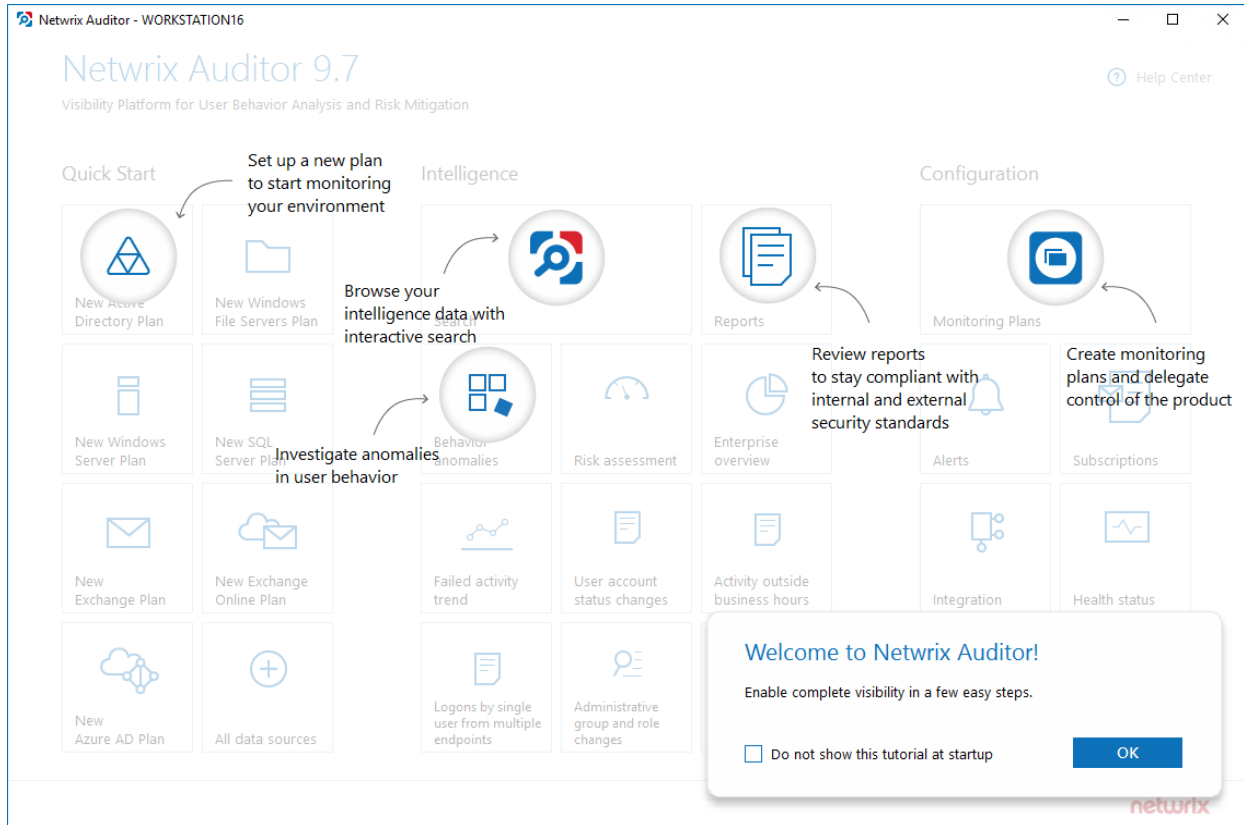 Netwrix Auditor - WORKSTATION16
Netwrix Auditor 9.7
Help Center
Visibility Platform for User Behavior Analysis and Risk Mitigation
Quick Start
Set up a new plan
to start monitoring
your environment
New Active
Directory Plan
New Windows
File Servers Plan
New Windows
Server Plan
New SQL
Server Plan
New
Exchange Plan
New Exchange
Online Plan
New
Azure AD Plan
All data sources
Intelligence
Browse your
intelligence data with
interactive search
Search
Reports
Review reports
to stay compliant with
internal and external
security standards
Investigate anomalies
in user behavior
Behavior
anomalies
Risk assessment
Enterprise
overview
Failed activity
trend
User account
status changes
Activity outside
business hours
Logons by single
user from multiple
endpoints
Administrative
group and role
changes
Configuration
Monitoring Plans
Create monitoring
plans and delegate
control of the product
Alerts
Subscriptions
Integration
Health status
Welcome to Netwrix Auditor!
Enable complete visibility in a few easy steps.
Do not show this tutorial at startup
OK
netwrix